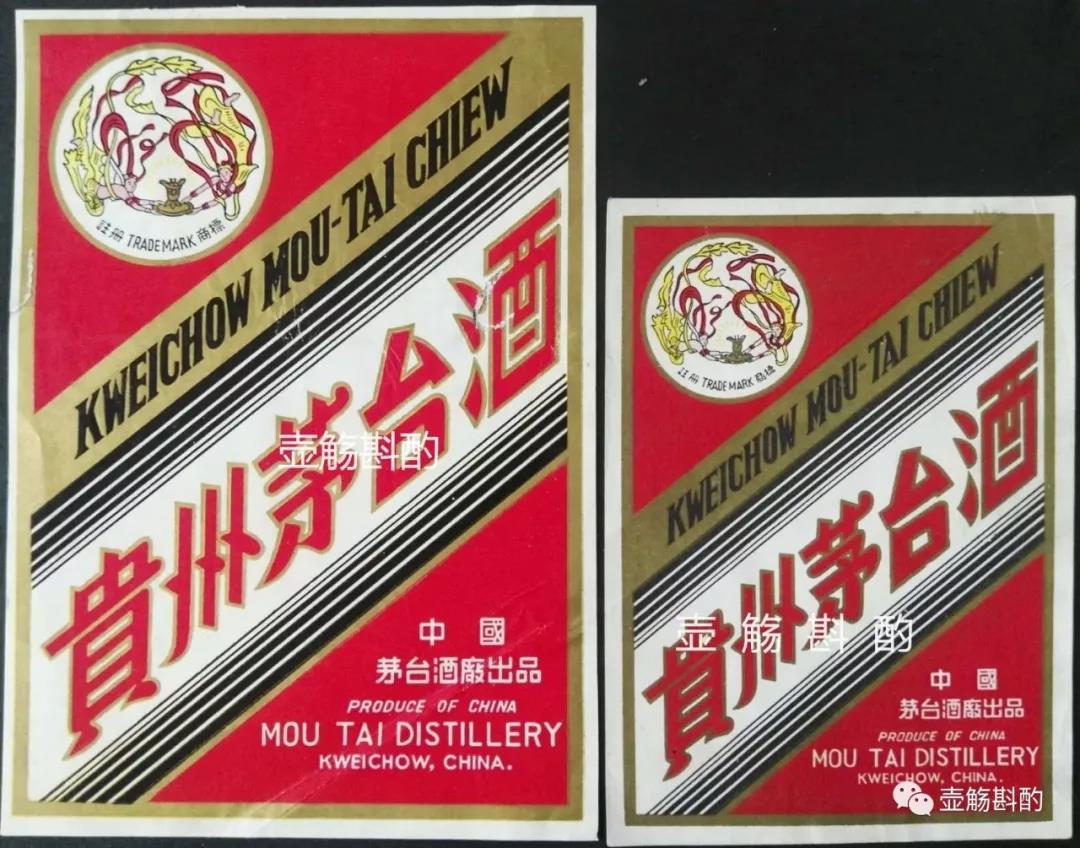 註册 TRADE MARK 商標
KWEICHOW MOU-TAI CHIEW
貴州茅台酒
壶觞斟酌
中國
茅台酒廠出品
PRODUCE OF CHINA
MOU TAI DISTILLERY
KWEICHOW, CHINA.
註册 TRADE MARK 商標
KWEICHOW MOU-TAI CHIEW
貴州茅台酒
壶觞斟酌
中國
茅台酒廠出品
PRODUCE OF CHINA
MOU TAI DISTILLERY
KWEICHOW, CHINA.
壶觞斟酌